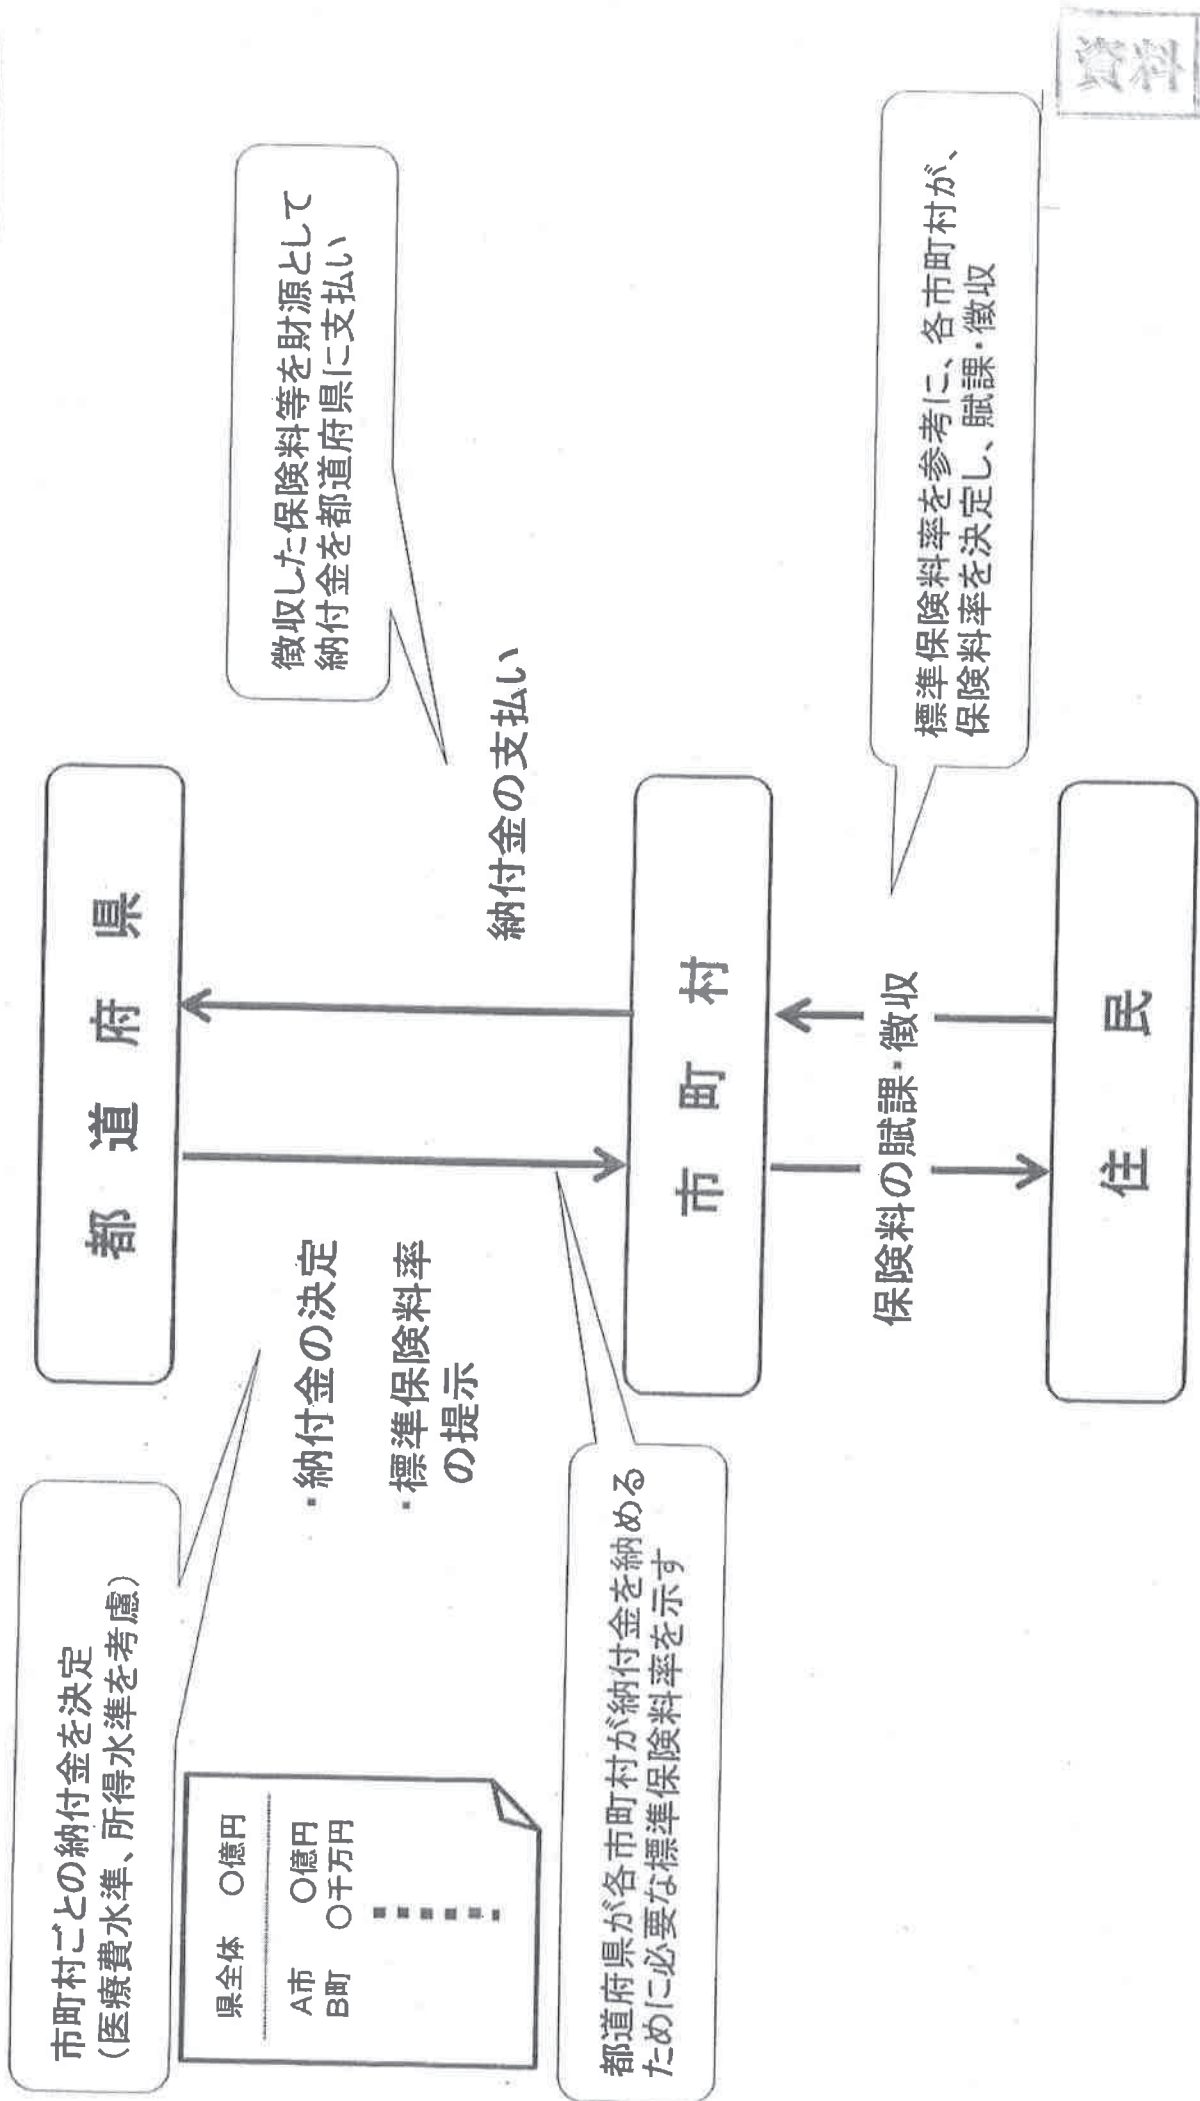 資料
都道府県
市町村ごとの納付金を決定
(医療費水準、所得水準を考慮)
県全体 〇億円
A市 〇億円
B町 〇千万円
・納付金の決定
・標準保険料率
の提示
徴収した保険料等を財源として
納付金を都道府県に支払い
納付金の支払い
都道府県が各市町村が納付金を納める
ために必要な標準保険料率を示す
市町村
標準保険料率を参考に、各市町村が、
保険料率を決定し、賦課・徴収
保険料の賦課・徴収
住民